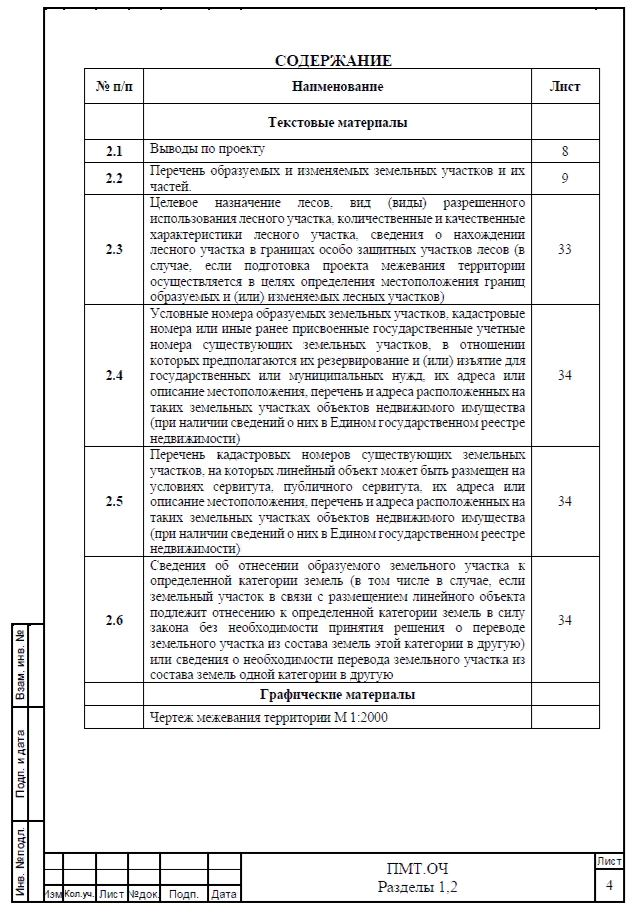 СОДЕРЖАНИЕ
№ п/п Наименование Лист
Текстовые материалы
2.1 Выводы по проекту 8
2.2 Перечень образуемых и изменяемых земельных участков и их
частей. 9
Целевое назначение лесов, вид (виды) разрешенного
использования лесного участка, количественные и качественные
характеристики лесного участка, сведения о нахождении
2.3 лесного участка в границах особо защитных участков лесов (в 33
случае, если подготовка проекта межевания территории
осуществляется в целях определения местоположения границ
образуемых и (или) изменяемых лесных участков)
Условные номера образуемых земельных участков, кадастровые
номера или иные ранее присвоенные государственные учетные
номера существующих земельных участков, в отношении
которых предполагаются их резервирование и (или) изъятие для
2.4 государственных или муниципальных нужд, их адреса или 34
описание местоположения, перечень и адреса расположенных на
таких земельных участках объектов недвижимого имущества
(при наличии сведений о них в Едином государственном реестре
недвижимости)
Перечень кадастровых номеров существующих земельных
участков, на которых линейный объект может быть размещен на
условиях сервитута, публичного сервитута, их адреса или
2.5 описание местоположения, перечень и адреса расположенных на 34
таких земельных участках объектов недвижимого имущества
(при наличии сведений о них в Едином государственном реестре
недвижимости)
Сведения об отнесении образуемого земельного участка к
определенной категории земель (в том числе в случае, если
земельный участок в связи с размещением линейного объекта
2.6 подлежит отнесению к определенной категории земель в силу 34
закона без необходимости принятия решения о переводе
земельного участка из состава земель этой категории в другую)
или сведения о необходимости перевода земельного участка из
состава земель одной категории в другую
Графические материалы
Чертеж межевания территории М 1:2000
Взам. инв. №
Подп. и дата
Инв. №подл.
Изм Кол.уч. Лист №док. Подп. Дата
ПМТ.ОЧ
Разделы 1,2
Лист
4